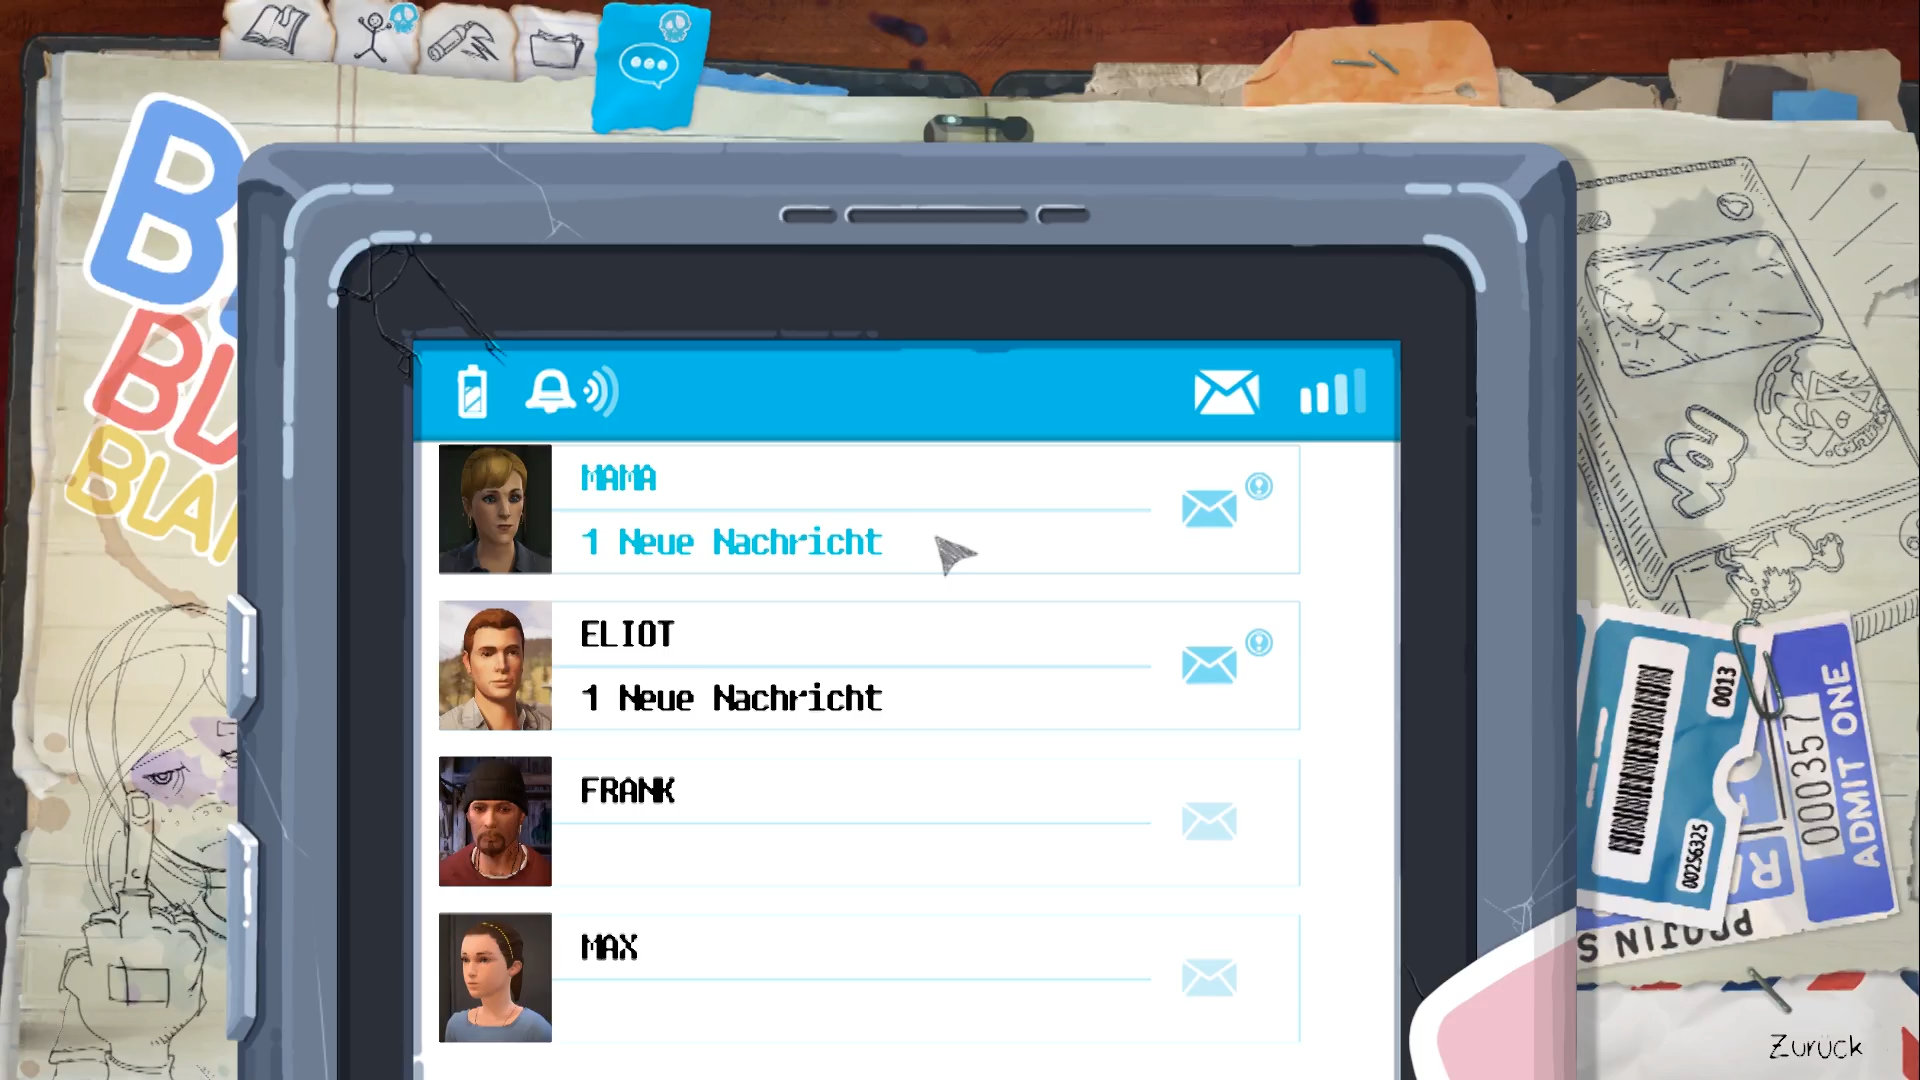 MAMA
1 Neue Nachricht
ELIOT
1 Neue Nachricht
FRANK
MAX
0013
00256325
000357
ADMIT ONE
Zurück